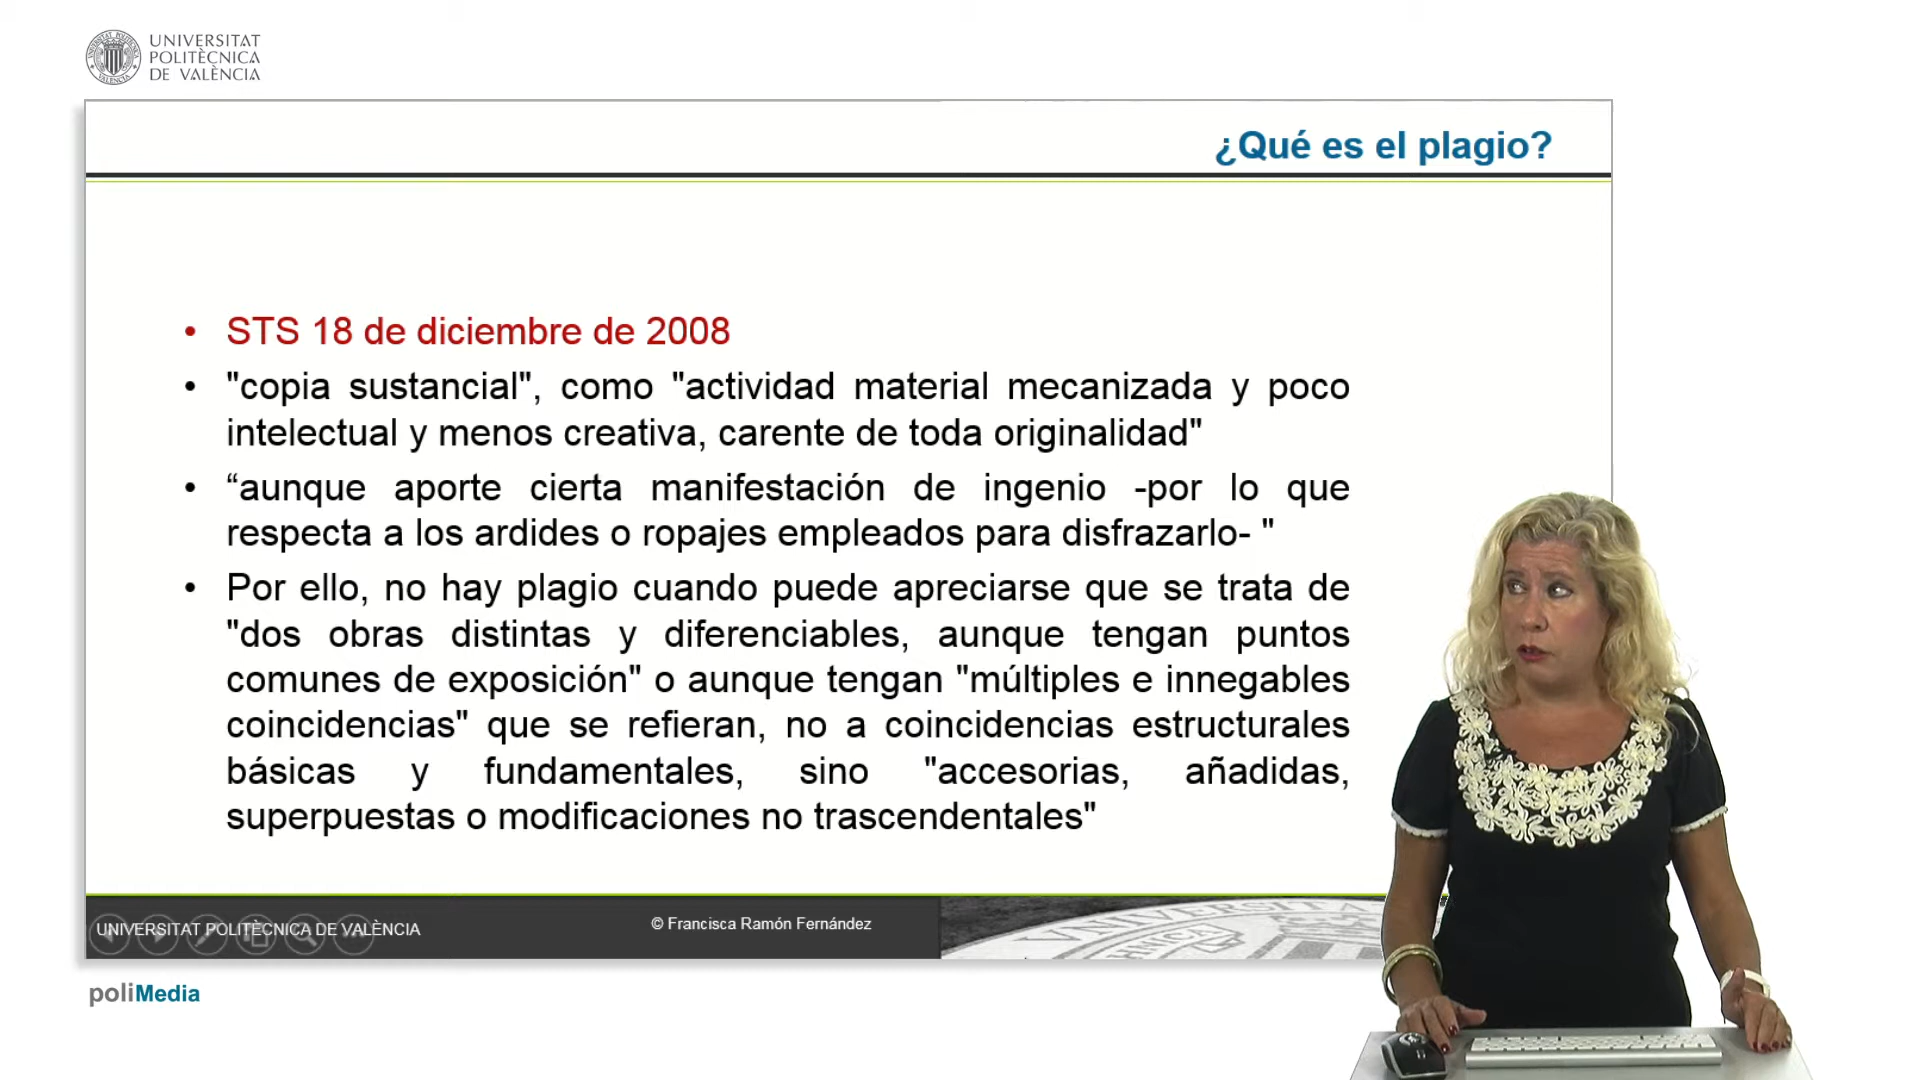 UNIVERSITAT
POLITÈCNICA
DE VALÈNCIA
¿Qué es el plagio?
• STS 18 de diciembre de 2008
• "copia sustancial", como "actividad material mecanizada y poco
intelectual y menos creativa, carente de toda originalidad"
• “aunque aporte cierta manifestación de ingenio -por lo que
respecta a los ardides o ropajes empleados para disfrazarlo- "
• Por ello, no hay plagio cuando puede apreciarse que se trata de
"dos obras distintas y diferenciables, aunque tengan puntos
comunes de exposición" o aunque tengan "múltiples e innegables
coincidencias" que se refieran, no a coincidencias estructurales
básicas y fundamentales, sino "accesorias, añadidas,
superpuestas o modificaciones no trascendentales"
UNIVERSITAT POLITÈCNICA DE VALÈNCIA
© Francisca Ramón Fernández
poliMedia